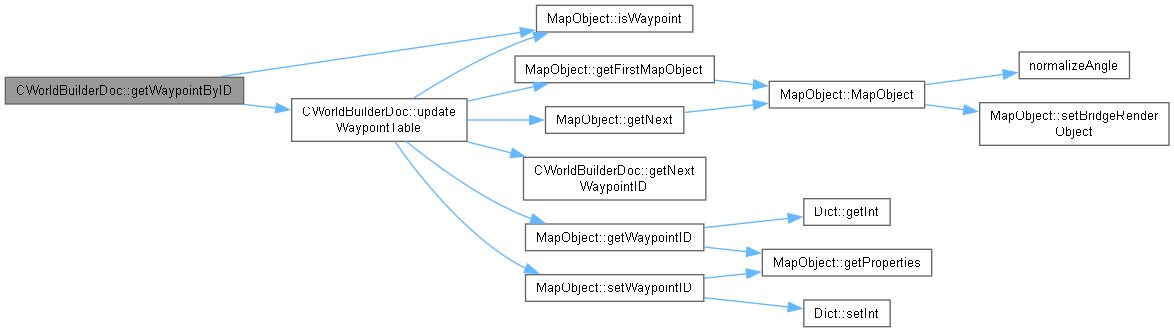 CWorldBuilderDoc::getWaypointByID
CWorldBuilderDoc::update
WaypointTable
MapObject::isWaypoint
MapObject::getFirstMapObject
MapObject::getNext
CWorldBuilderDoc::getNext
WaypointID
MapObject::getWaypointID
MapObject::setWaypointID
MapObject::MapObject
normalizeAngle
MapObject::setBridgeRender
Object
Dict::getInt
MapObject::getProperties
Dict::setInt